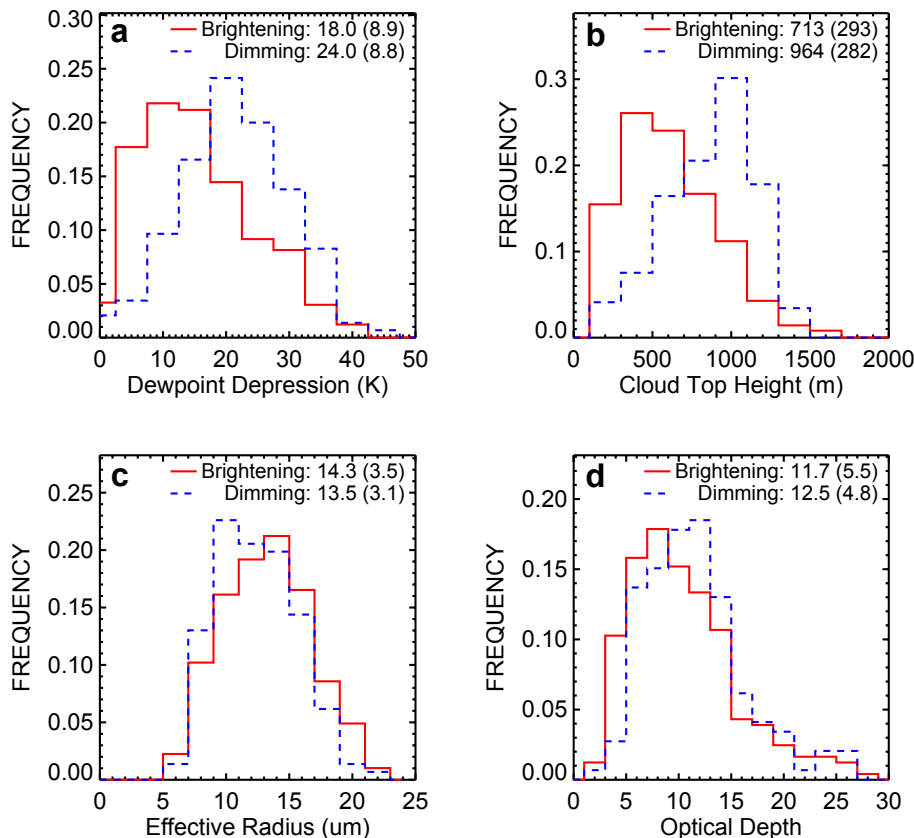 a
Brightening: 18.0 (8.9)
Dimming: 24.0 (8.8)
0.30
0.25
0.20
0.15
0.10
0.05
0.00
FREQUENCY
0 10 20 30 40 50
Dewpoint Depression (K)
b
Brightening: 713 (293)
Dimming: 964 (282)
0.3
0.2
0.1
0.0
FREQUENCY
0 500 1000 1500 2000
Cloud Top Height (m)
c
Brightening: 14.3 (3.5)
Dimming: 13.5 (3.1)
0.25
0.20
0.15
0.10
0.05
0.00
FREQUENCY
0 5 10 15 20 25
Effective Radius (um)
d
Brightening: 11.7 (5.5)
Dimming: 12.5 (4.8)
0.20
0.15
0.10
0.05
0.00
FREQUENCY
0 5 10 15 20 25 30
Optical Depth